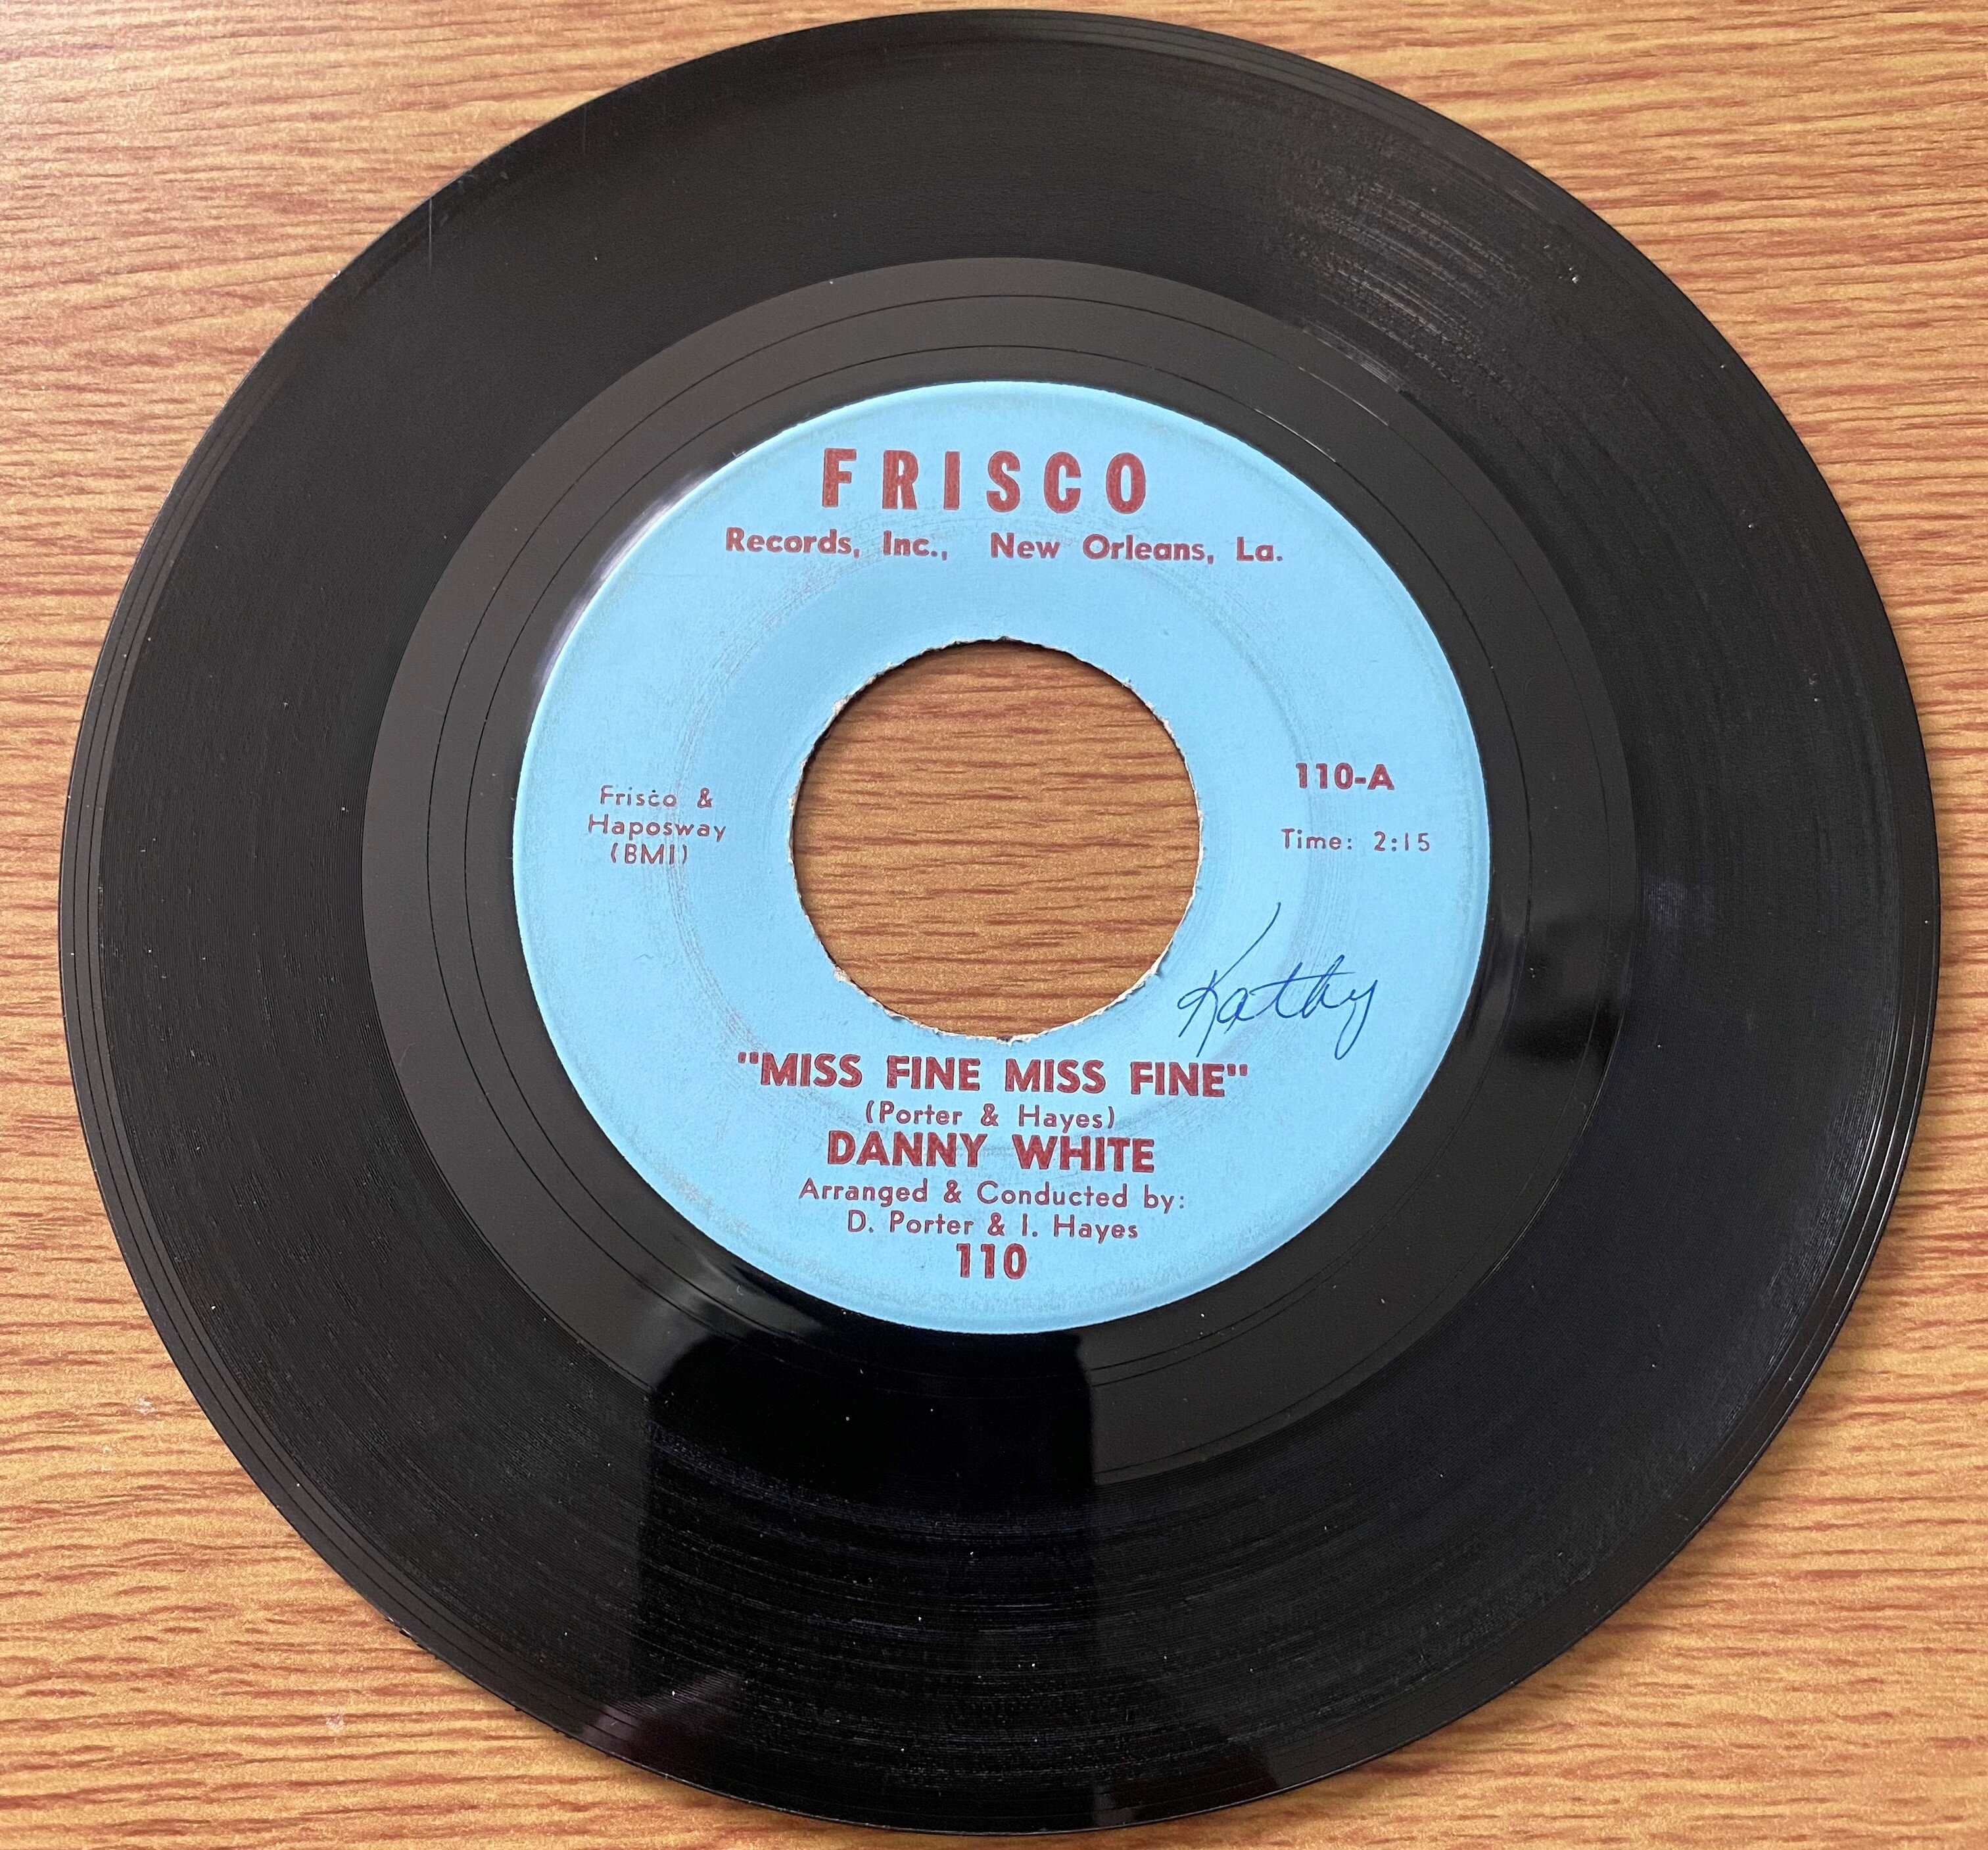 FRISCO
Records, Inc., New Orleans, La.
Frisco &
Haposway
(BMI)
110-A
Time: 2:15
Kathy
"MISS FINE MISS FINE"
(Porter & Hayes)
DANNY WHITE
Arranged & Conducted by:
D. Porter & I. Hayes
110